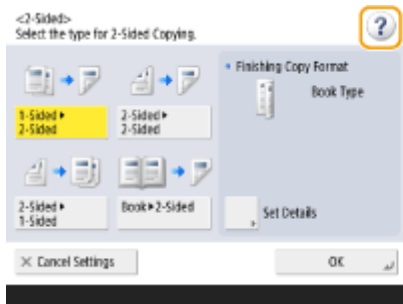 <2-Sided>
Select the type for 2-Sided Copying.
?
• Finishing Copy Format
Book Type
1-Sided▶
2-Sided
2-Sided▶
2-Sided
2-Sided▶
1-Sided
Book▶2-Sided
Set Details
× Cancel Settings
OK